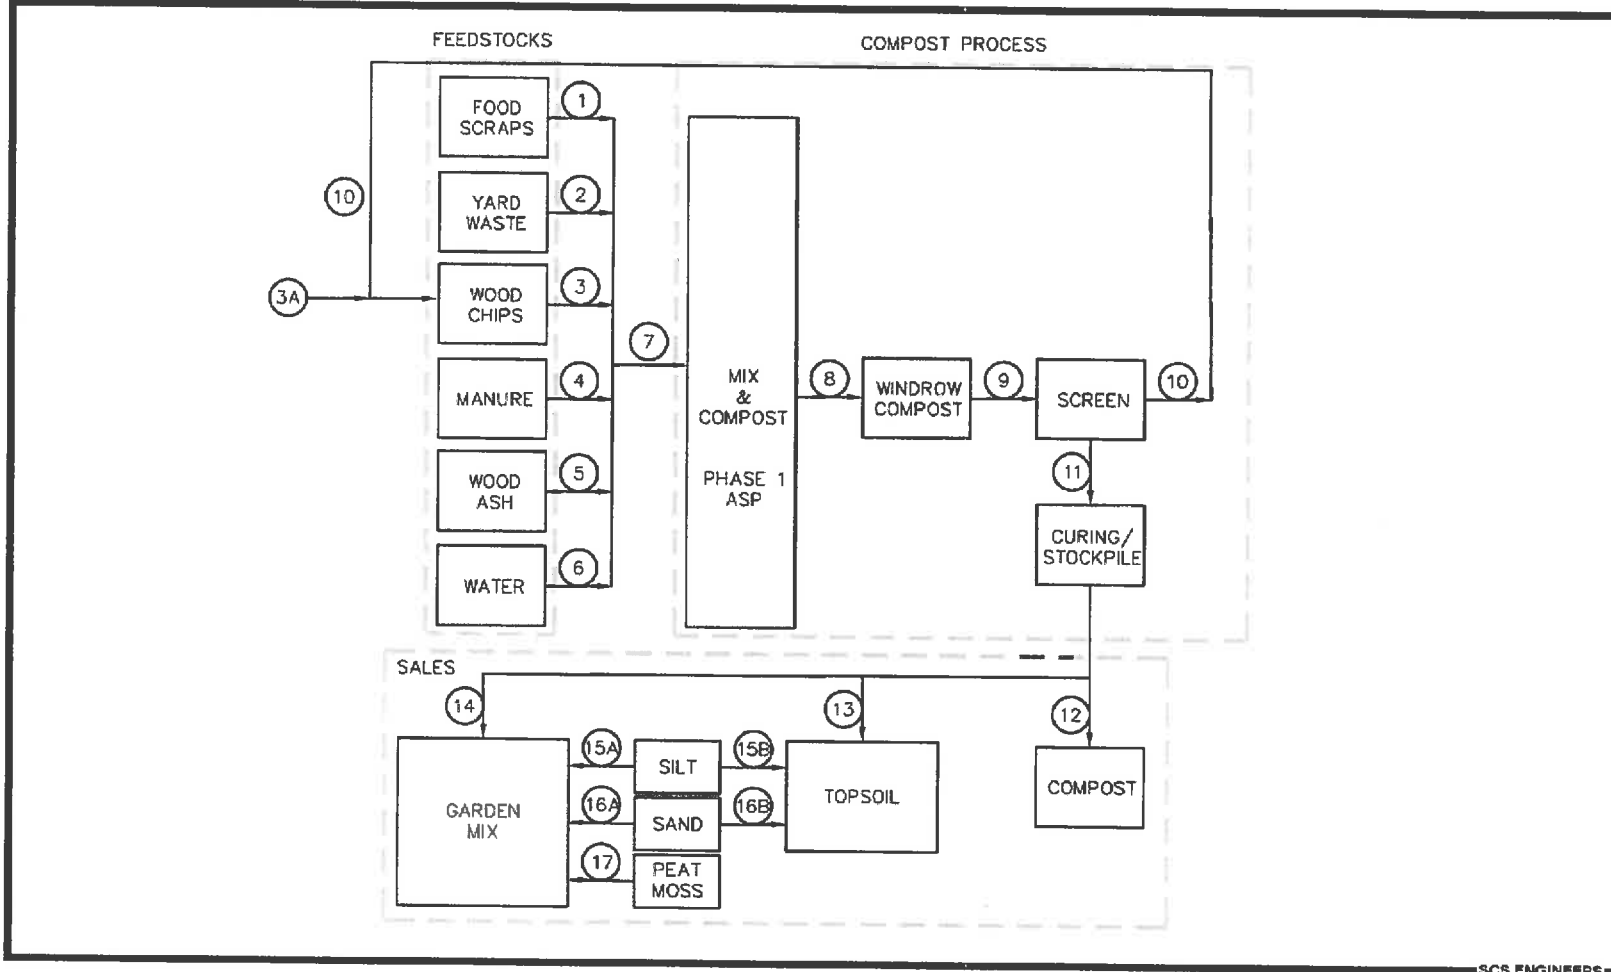 FEEDSTOCKS
COMPOST PROCESS
FOOD
SCRAPS
1
YARD
WASTE
2
10
3A
WOOD
CHIPS
3
7
MANURE
4
WOOD
ASH
5
WATER
6
MIX
&
COMPOST
PHASE 1
ASP
8
WINDROW
COMPOST
9
SCREEN
10
11
CURING/
STOCKPILE
SALES
14
13
12
GARDEN
MIX
15A
SILT
15B
16A
SAND
16B
17
PEAT
MOSS
TOPSOIL
COMPOST
SCS ENGINEERS